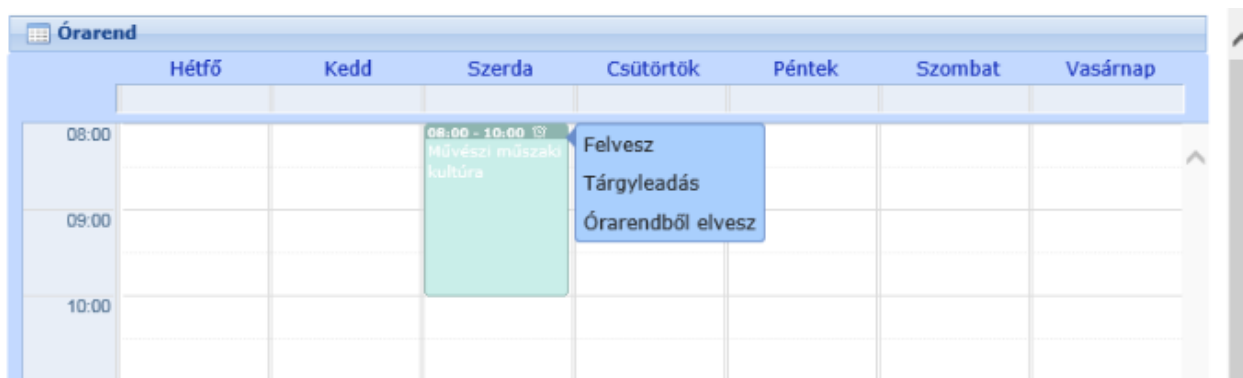 Órarend
Hétfő Kedd Szerda Csütörtök Péntek Szombat Vasárnap
08:00
08:00 - 10:00
Művészi műszaki
kultúra
Felvesz
Tárgyleadás
Órarendből elvesz
09:00
10:00